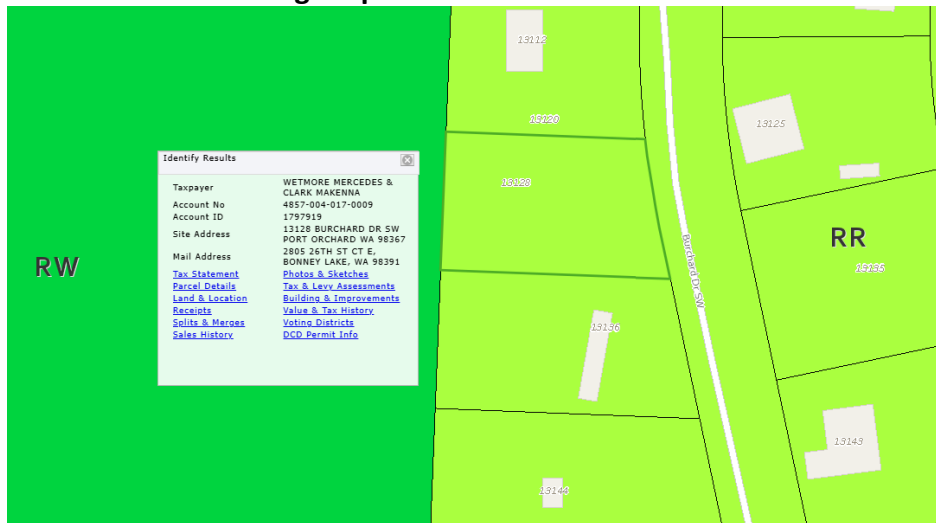 13112
13120
13125
Identify Results
Taxpayer WETMORE MERCEDES &
CLARK MAKENNA
Account No 4857-004-017-0009
Account ID 1797919
Site Address 13128 BURCHARD DR SW
PORT ORCHARD WA 98367
Mail Address 2805 26TH ST CT E,
BONNEY LAKE, WA 98391
Tax Statement Photos & Sketches
Parcel Details Tax & Levy Assessments
Land & Location Building & Improvements
Receipts Value & Tax History
Splits & Merges Voting Districts
Sales History DCD Permit Info
13128
RW
Burchard Dr SW
RR
13135
13136
13143
13144